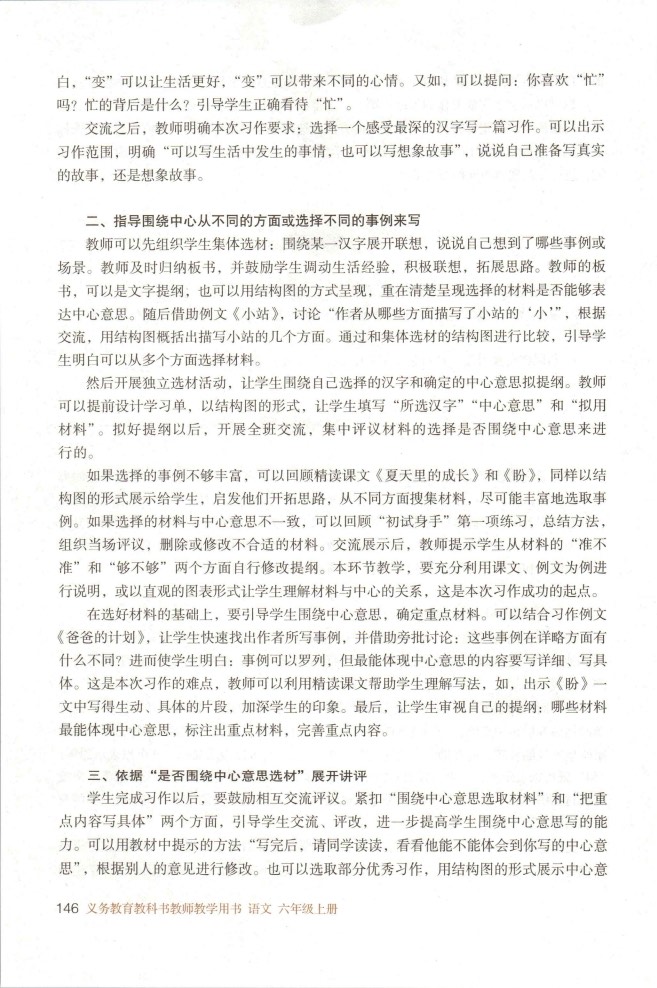 白，“变”可以让生活更好，“变”可以带来不同的心情。又如，可以提问：你喜欢“忙”
吗？忙的背后是什么？引导学生正确看待“忙”。
交流之后，教师明确本次习作要求：选择一个感受最深的汉字写一篇习作。可以出示
习作范围，明确“可以写生活中发生的事情，也可以写想象故事”，说说自己准备写真实
的故事，还是想象故事。
二、指导围绕中心从不同的方面或选择不同的事例来写
教师可以先组织学生集体选材：围绕某一汉字展开联想，说说自己想到了哪些事例或
场景。教师及时归纳板书，并鼓励学生调动生活经验，积极联想，拓展思路。教师的板
书，可以是文字提纲，也可以用结构图的方式呈现，重在清楚呈现选择的材料是否能够表
达中心意思。随后借助例文《小站》，讨论“作者从哪些方面描写了小站的‘小’”，根据
交流，用结构图概括出描写小站的几个方面。通过和集体选材的结构图进行比较，引导学
生明白可以从多个方面选择材料。
然后开展独立选材活动，让学生围绕自己选择的汉字和确定的中心意思拟提纲。教师
可以提前设计学习单，以结构图的形式，让学生填写“所选汉字”“中心意思”和“拟用
材料”。拟好提纲以后，开展全班交流，集中评议材料的选择是否围绕中心意思来进
行的。
如果选择的事例不够丰富，可以回顾精读课文《夏天里的成长》和《盼》，同样以结
构图的形式展示给学生，启发他们开拓思路，从不同方面搜集材料，尽可能丰富地选取事
例。如果选择的材料与中心意思不一致，可以回顾“初试身手”第一项练习，总结方法，
组织当场评议，删除或修改不合适的材料。交流展示后，教师提示学生从材料的“准不
准”和“够不够”两个方面自行修改提纲。本环节教学，要充分利用课文、例文为例进
行说明，或以直观的图表形式让学生理解材料与中心的关系，这是本次习作成功的起点。
在选好材料的基础上，要引导学生围绕中心意思，确定重点材料。可以结合习作例文
《爸爸的计划》，让学生快速找出作者所写事例，并借助旁批讨论：这些事例在详略方面有
什么不同？进而使学生明白：事例可以罗列，但最能体现中心意思的内容要写详细、写具
体。这是本次习作的难点，教师可以利用精读课文帮助学生理解写法，如，出示《盼》一
文中写得生动、具体的片段，加深学生的印象。最后，让学生审视自己的提纲：哪些材料
最能体现中心意思，标注出重点材料，完善重点内容。
三、依据“是否围绕中心意思选材”展开讲评
学生完成习作以后，要鼓励相互交流评议。紧扣“围绕中心意思选取材料”和“把重
点内容写具体”两个方面，引导学生交流、评改，进一步提高学生围绕中心意思写的能
力。可以用教材中提示的方法“写完后，请同学读读，看看他能不能体会到你写的中心意
思”，根据别人的意见进行修改。也可以选取部分优秀习作，用结构图的形式展示中心意
146 义务教育教科书教师教学用书 语文 六年级上册